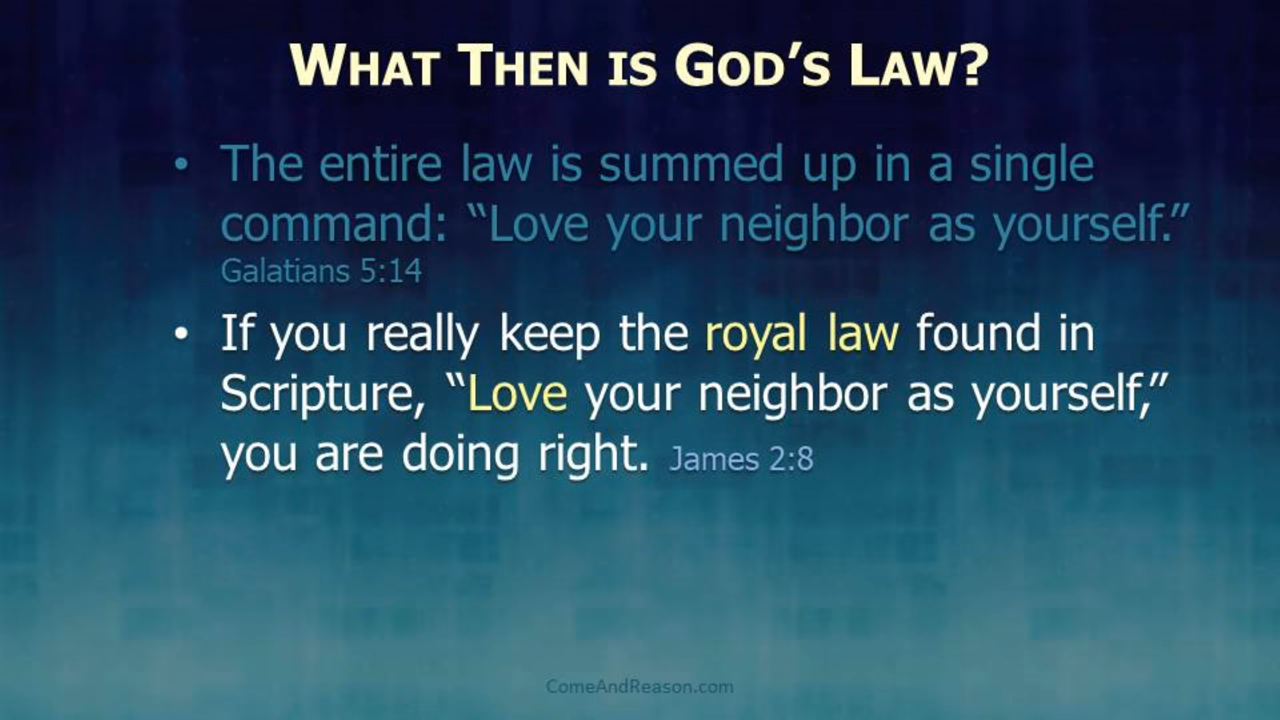 WHAT THEN IS GOD’S LAW?
• The entire law is summed up in a single
command: “Love your neighbor as yourself.”
Galatians 5:14
• If you really keep the royal law found in
Scripture, “Love your neighbor as yourself,”
you are doing right. James 2:8
ComeAndReason.com